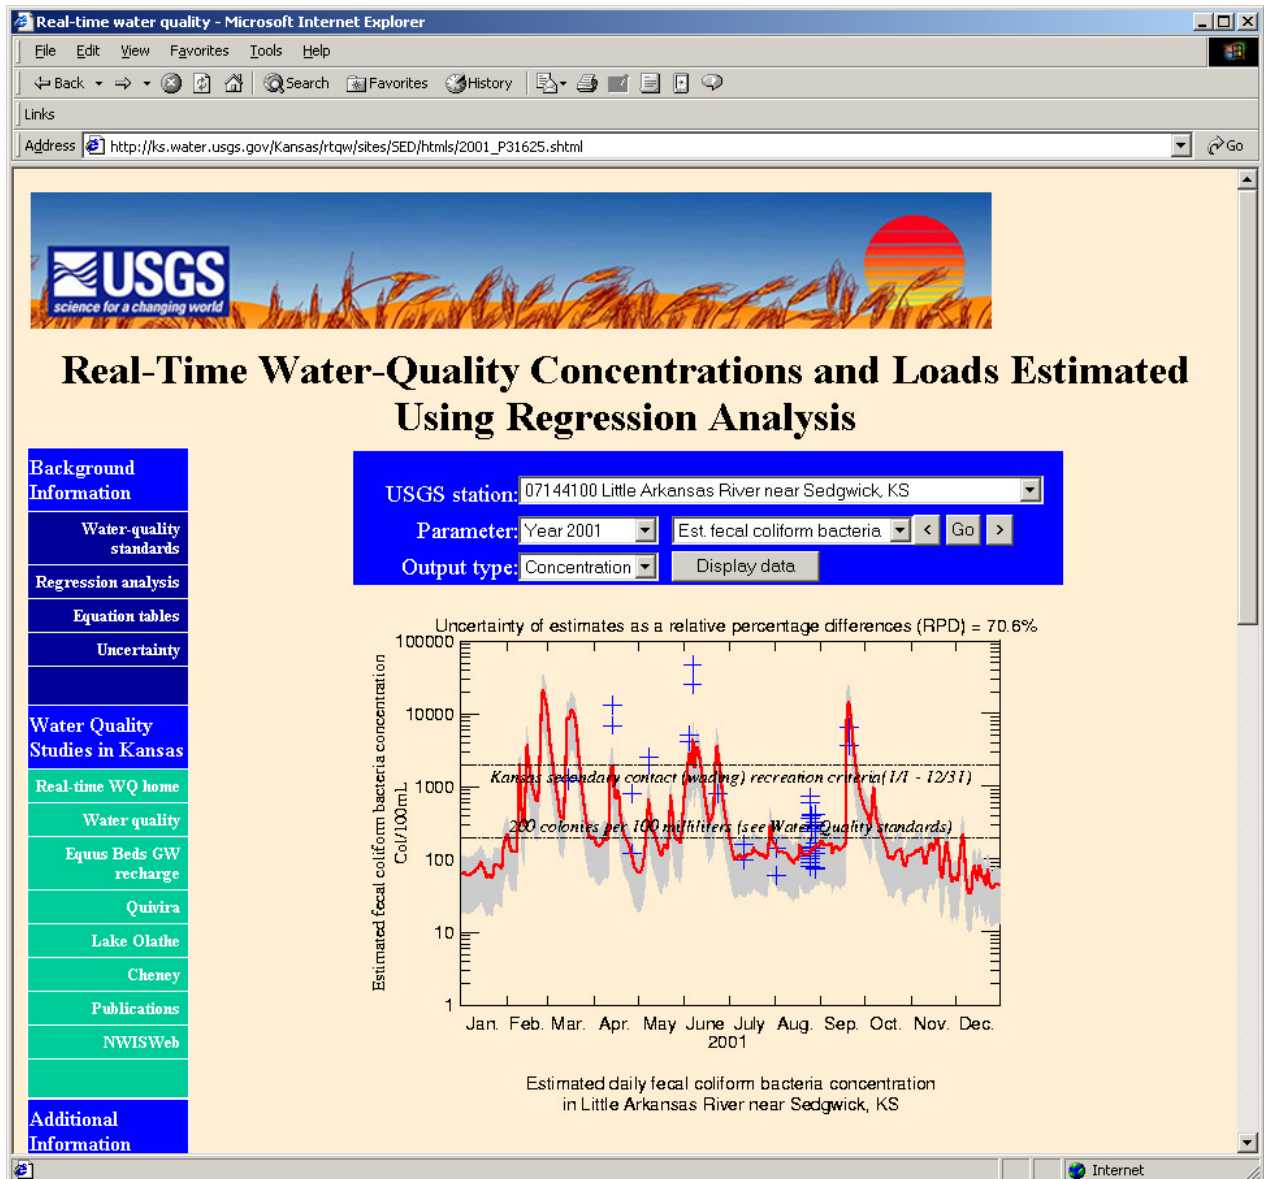 Real-time water quality - Microsoft Internet Explorer
File Edit View Favorites Tools Help
Back Search Favorites History
Links
Address http://ks.water.usgs.gov/Kansas/rtqw/sites/SED/htmls/2001_P31625.shtml Go
USGS
science for a changing world
Real-Time Water-Quality Concentrations and Loads Estimated
Using Regression Analysis
Background
Information
Water-quality
standards
Regression analysis
Equation tables
Uncertainty
Water Quality
Studies in Kansas
Real-time WQ home
Water quality
Equus Beds GW
recharge
Quivira
Lake Olathe
Cheney
Publications
NWISWeb
Additional
Information
USGS station: 07144100 Little Arkansas River near Sedgwick, KS
Parameter: Year 2001 Est. fecal coliform bacteria < Go >
Output type: Concentration Display data
Uncertainty of estimates as a relative percentage differences (RPD) = 70.6%
Estimated fecal coliform bacteria concentration
Col/100mL
100000
10000
1000
100
10
1
Kansas secondary contact (wading) recreation criteria(1/1 - 12/31)
200 colonies per 100 milliliters (see Water-Quality standards)
Jan. Feb. Mar. Apr. May June July Aug. Sep. Oct. Nov. Dec.
2001
Estimated daily fecal coliform bacteria concentration
in Little Arkansas River near Sedgwick, KS
Internet